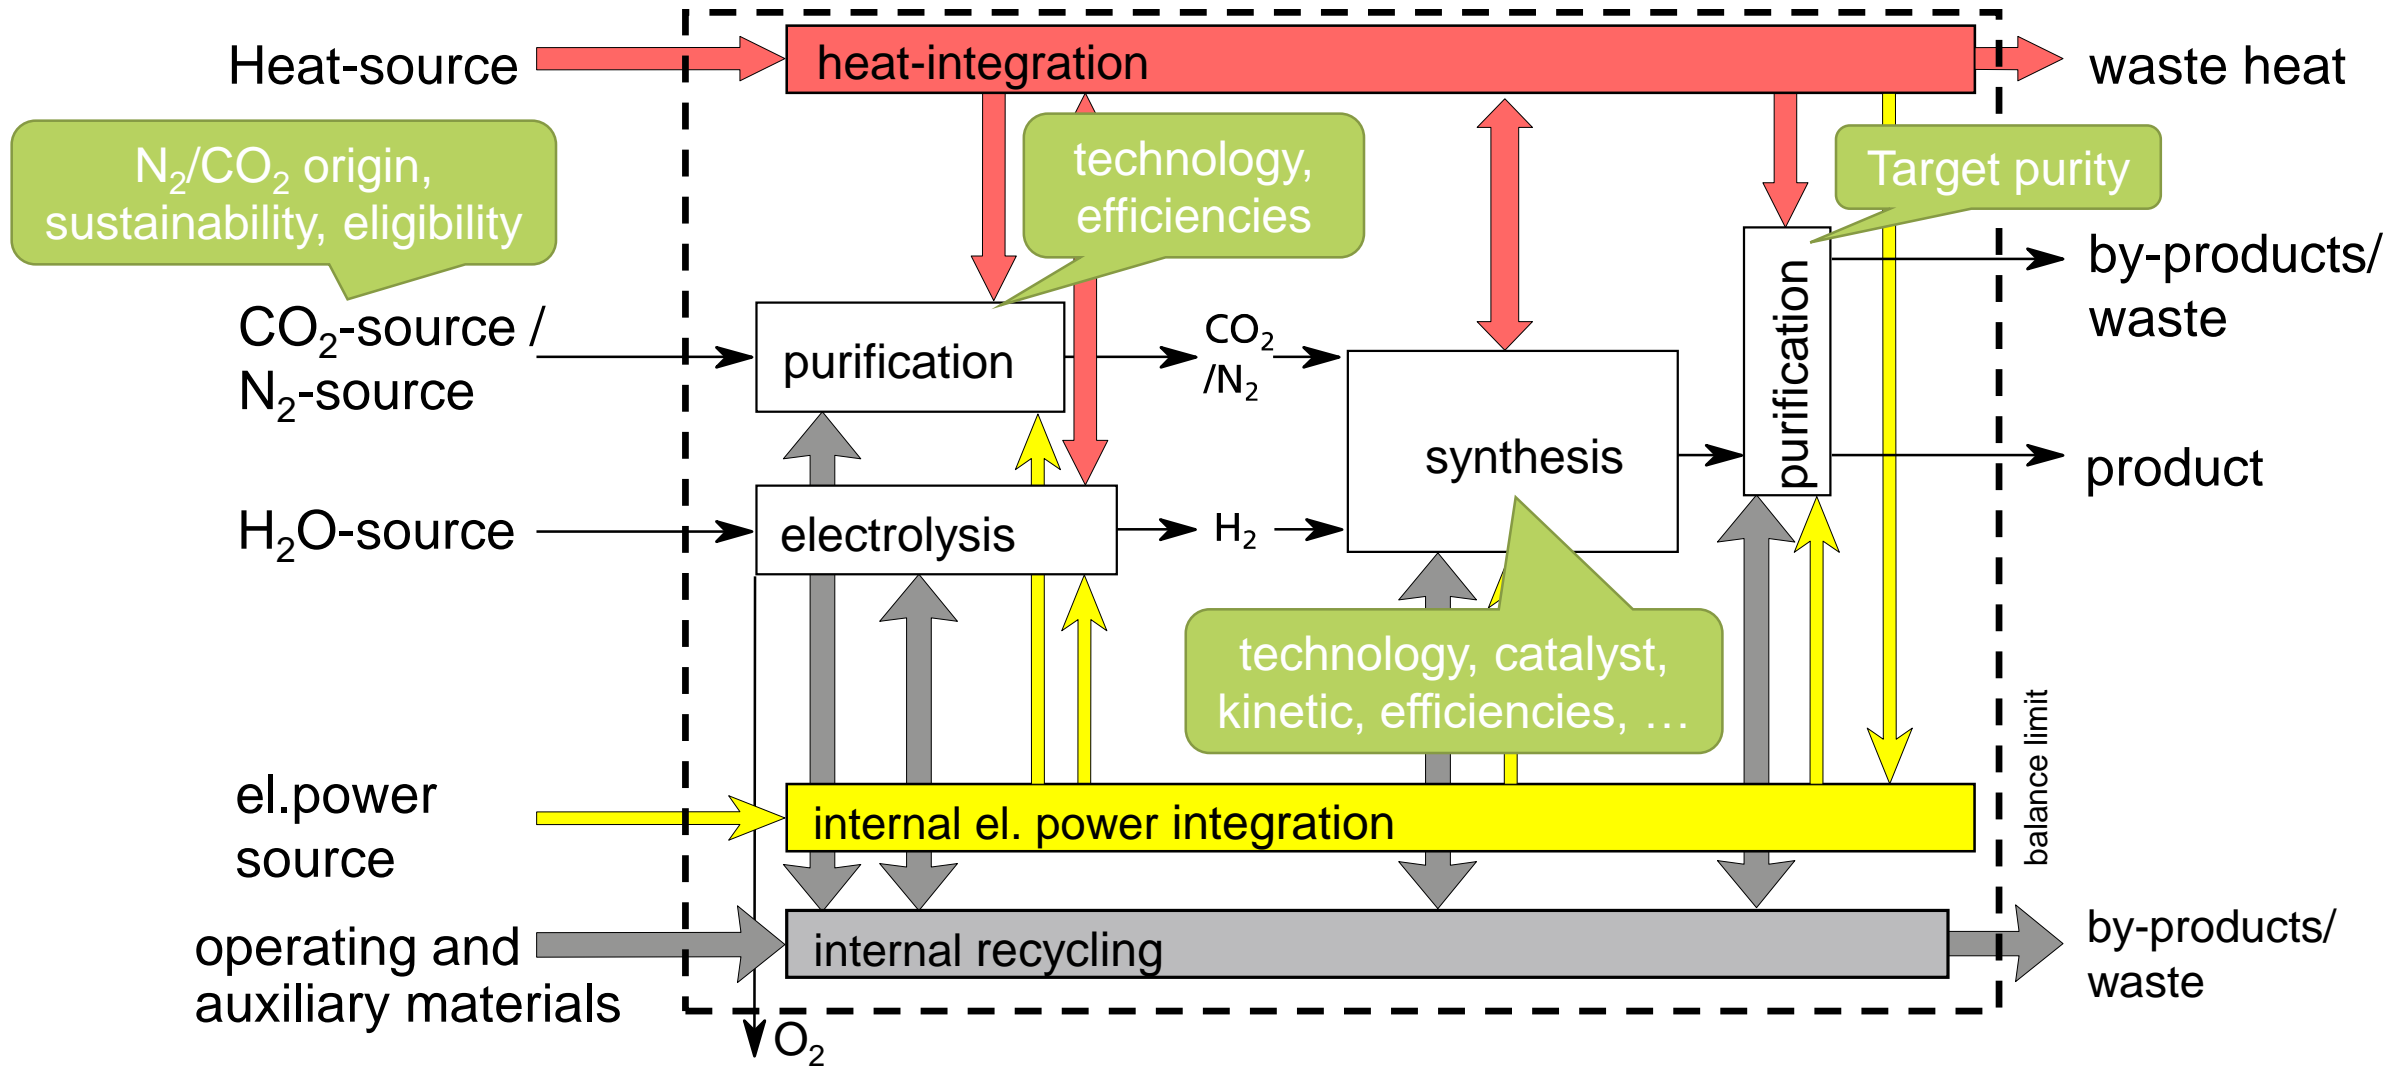 Heat-source
heat-integration
waste heat
N₂/CO₂ origin,
sustainability, eligibility
technology,
efficiencies
Target purity
CO₂-source /
N₂-source
purification
CO₂
/N₂
purification
by-products/
waste
synthesis
product
H₂O-source
electrolysis
H₂
technology, catalyst,
kinetic, efficiencies, …
balance limit
el.power
source
internal el. power integration
operating and
auxiliary materials
internal recycling
by-products/
waste
O₂